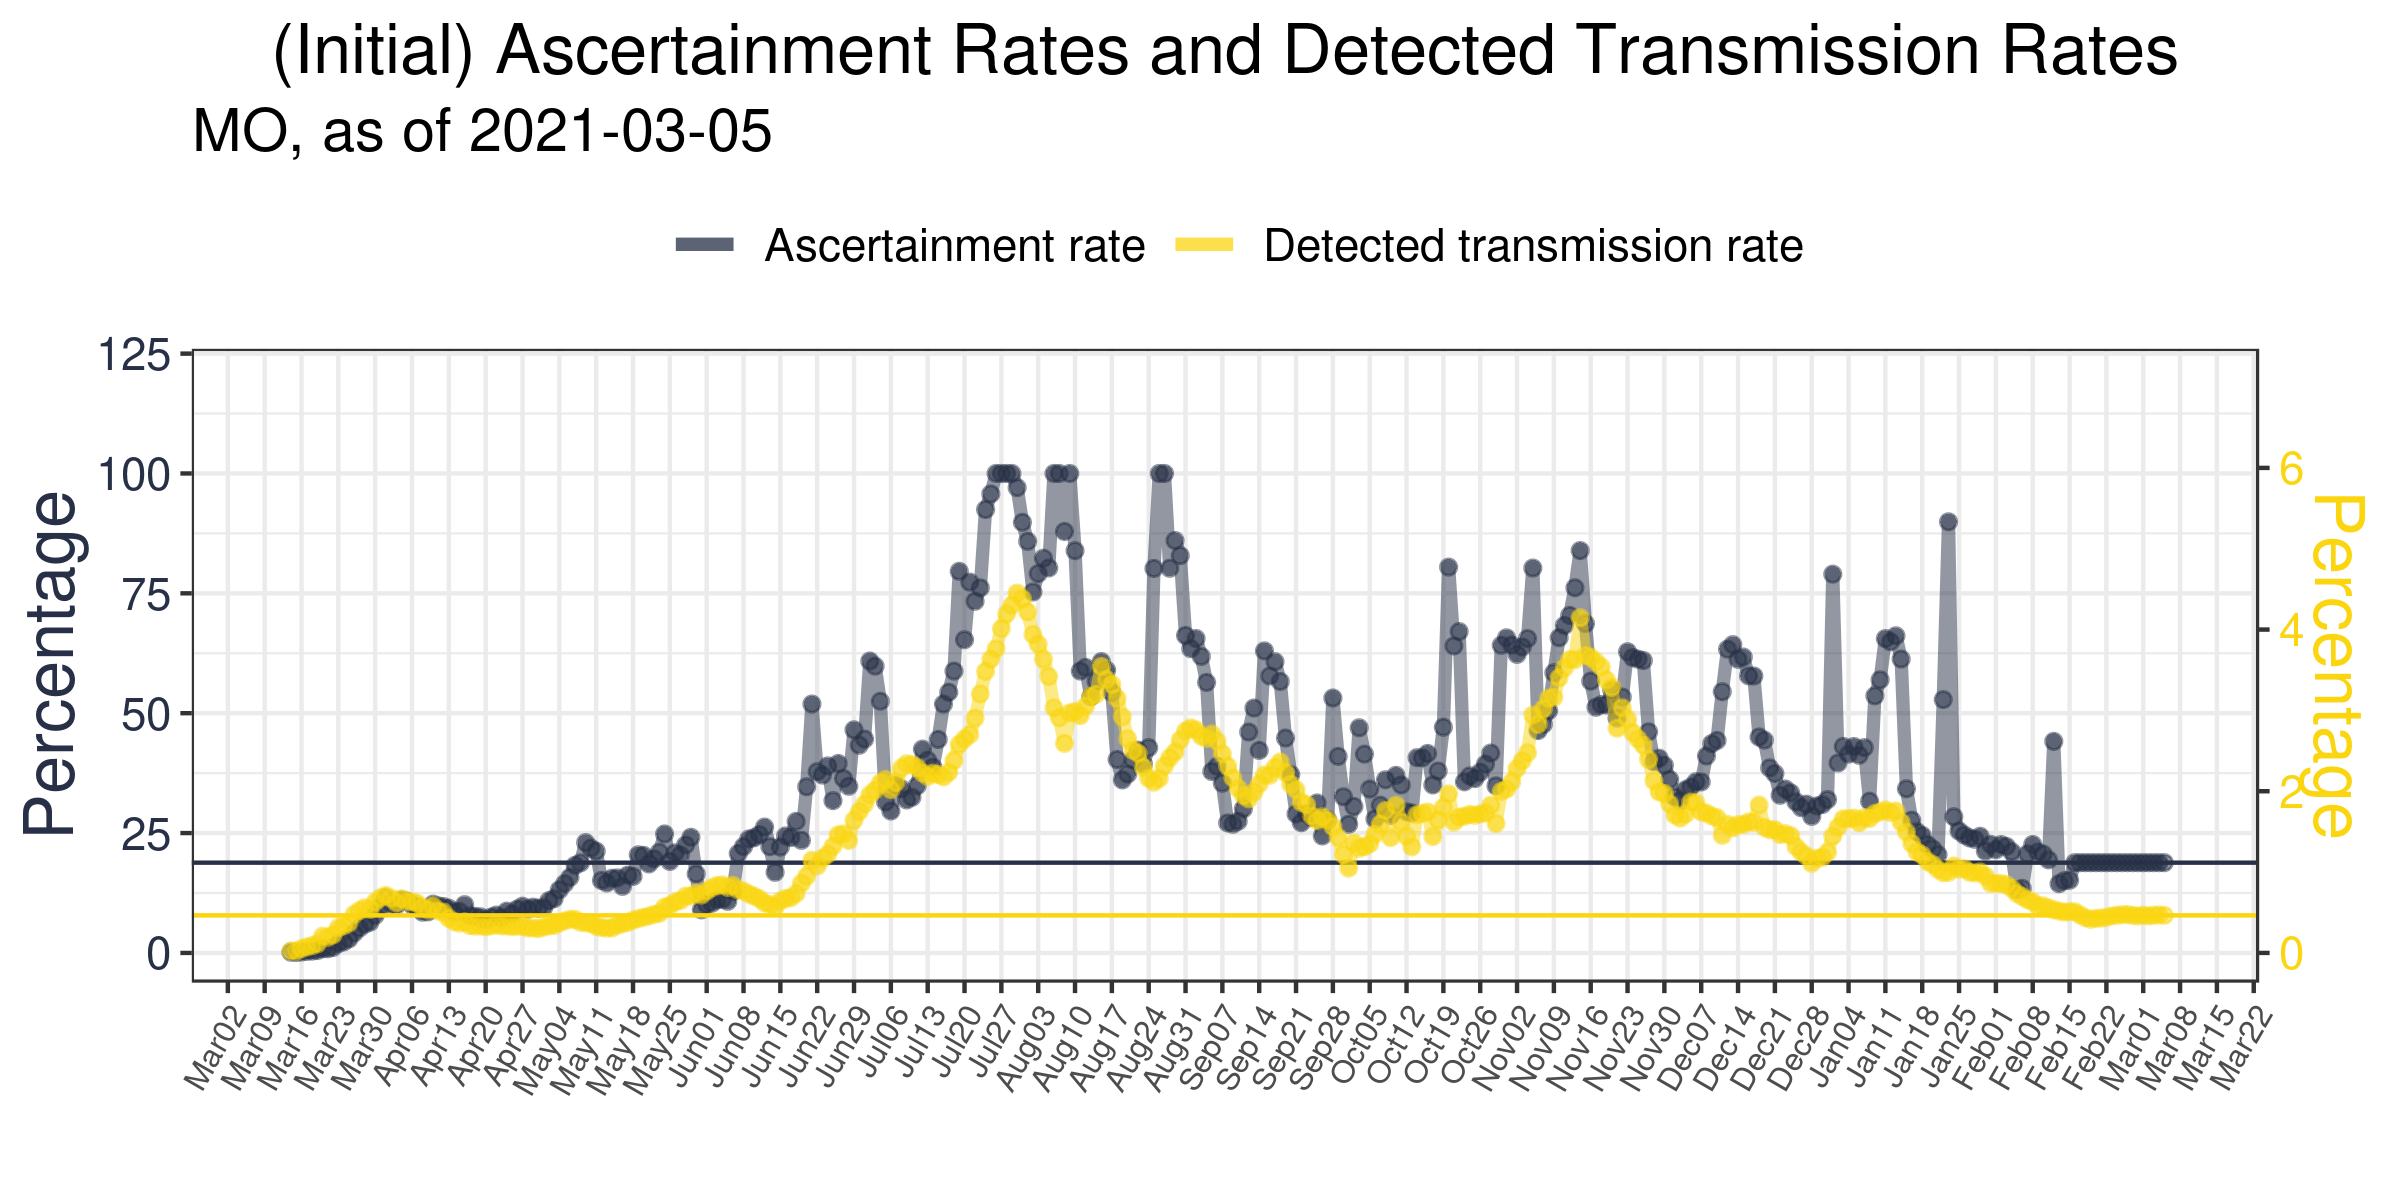 (Initial) Ascertainment Rates and Detected Transmission Rates
MO, as of 2021-03-05
Ascertainment rate
Detected transmission rate
Percentage
125
100
75
50
25
0
6
4
2
0
Percentage
Mar02
Mar09
Mar16
Mar23
Mar30
Apr06
Apr13
Apr20
Apr27
May04
May11
May18
May25
Jun01
Jun08
Jun15
Jun22
Jun29
Jul06
Jul13
Jul20
Jul27
Aug03
Aug10
Aug17
Aug24
Aug31
Sep07
Sep14
Sep21
Sep28
Oct05
Oct12
Oct19
Oct26
Nov02
Nov09
Nov16
Nov23
Nov30
Dec07
Dec14
Dec21
Dec28
Jan04
Jan11
Jan18
Jan25
Feb01
Feb08
Feb15
Feb22
Mar01
Mar08
Mar15
Mar22